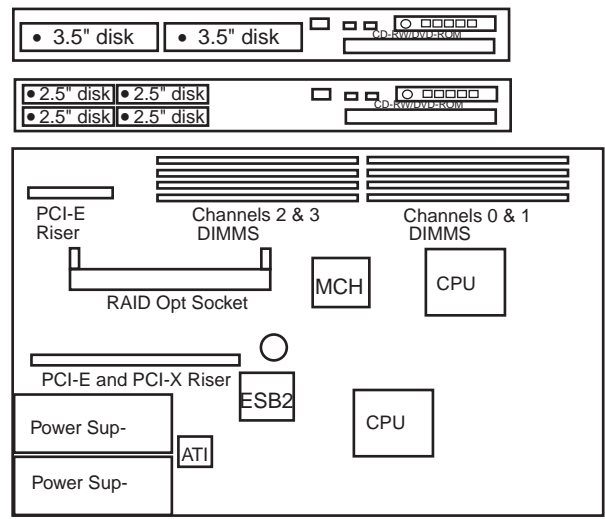 3.5" disk 3.5" disk
CD-RW/DVD-ROM
2.5" disk 2.5" disk
CD-RW/DVD-ROM
2.5" disk 2.5" disk
PCI-E
Riser
Channels 2 & 3
DIMMS
Channels 0 & 1
DIMMS
RAID Opt Socket
MCH
CPU
PCI-E and PCI-X Riser
ESB2
CPU
Power Sup-
ATI
Power Sup-